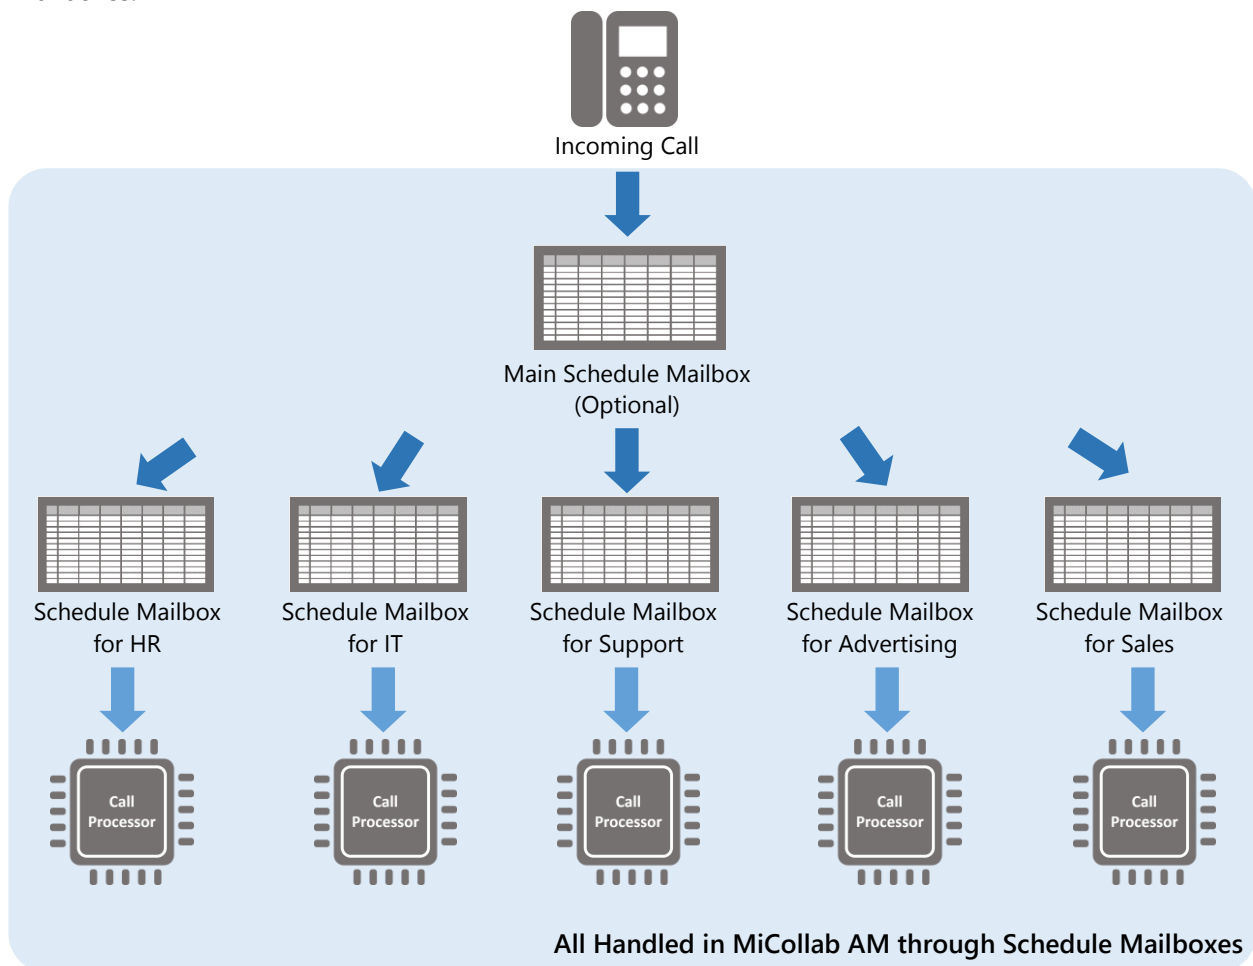 Incoming Call
Main Schedule Mailbox
(Optional)
Schedule Mailbox
for HR
Schedule Mailbox
for IT
Schedule Mailbox
for Support
Schedule Mailbox
for Advertising
Schedule Mailbox
for Sales
Call
Processor
Call
Processor
Call
Processor
Call
Processor
Call
Processor
All Handled in MiCollab AM through Schedule Mailboxes